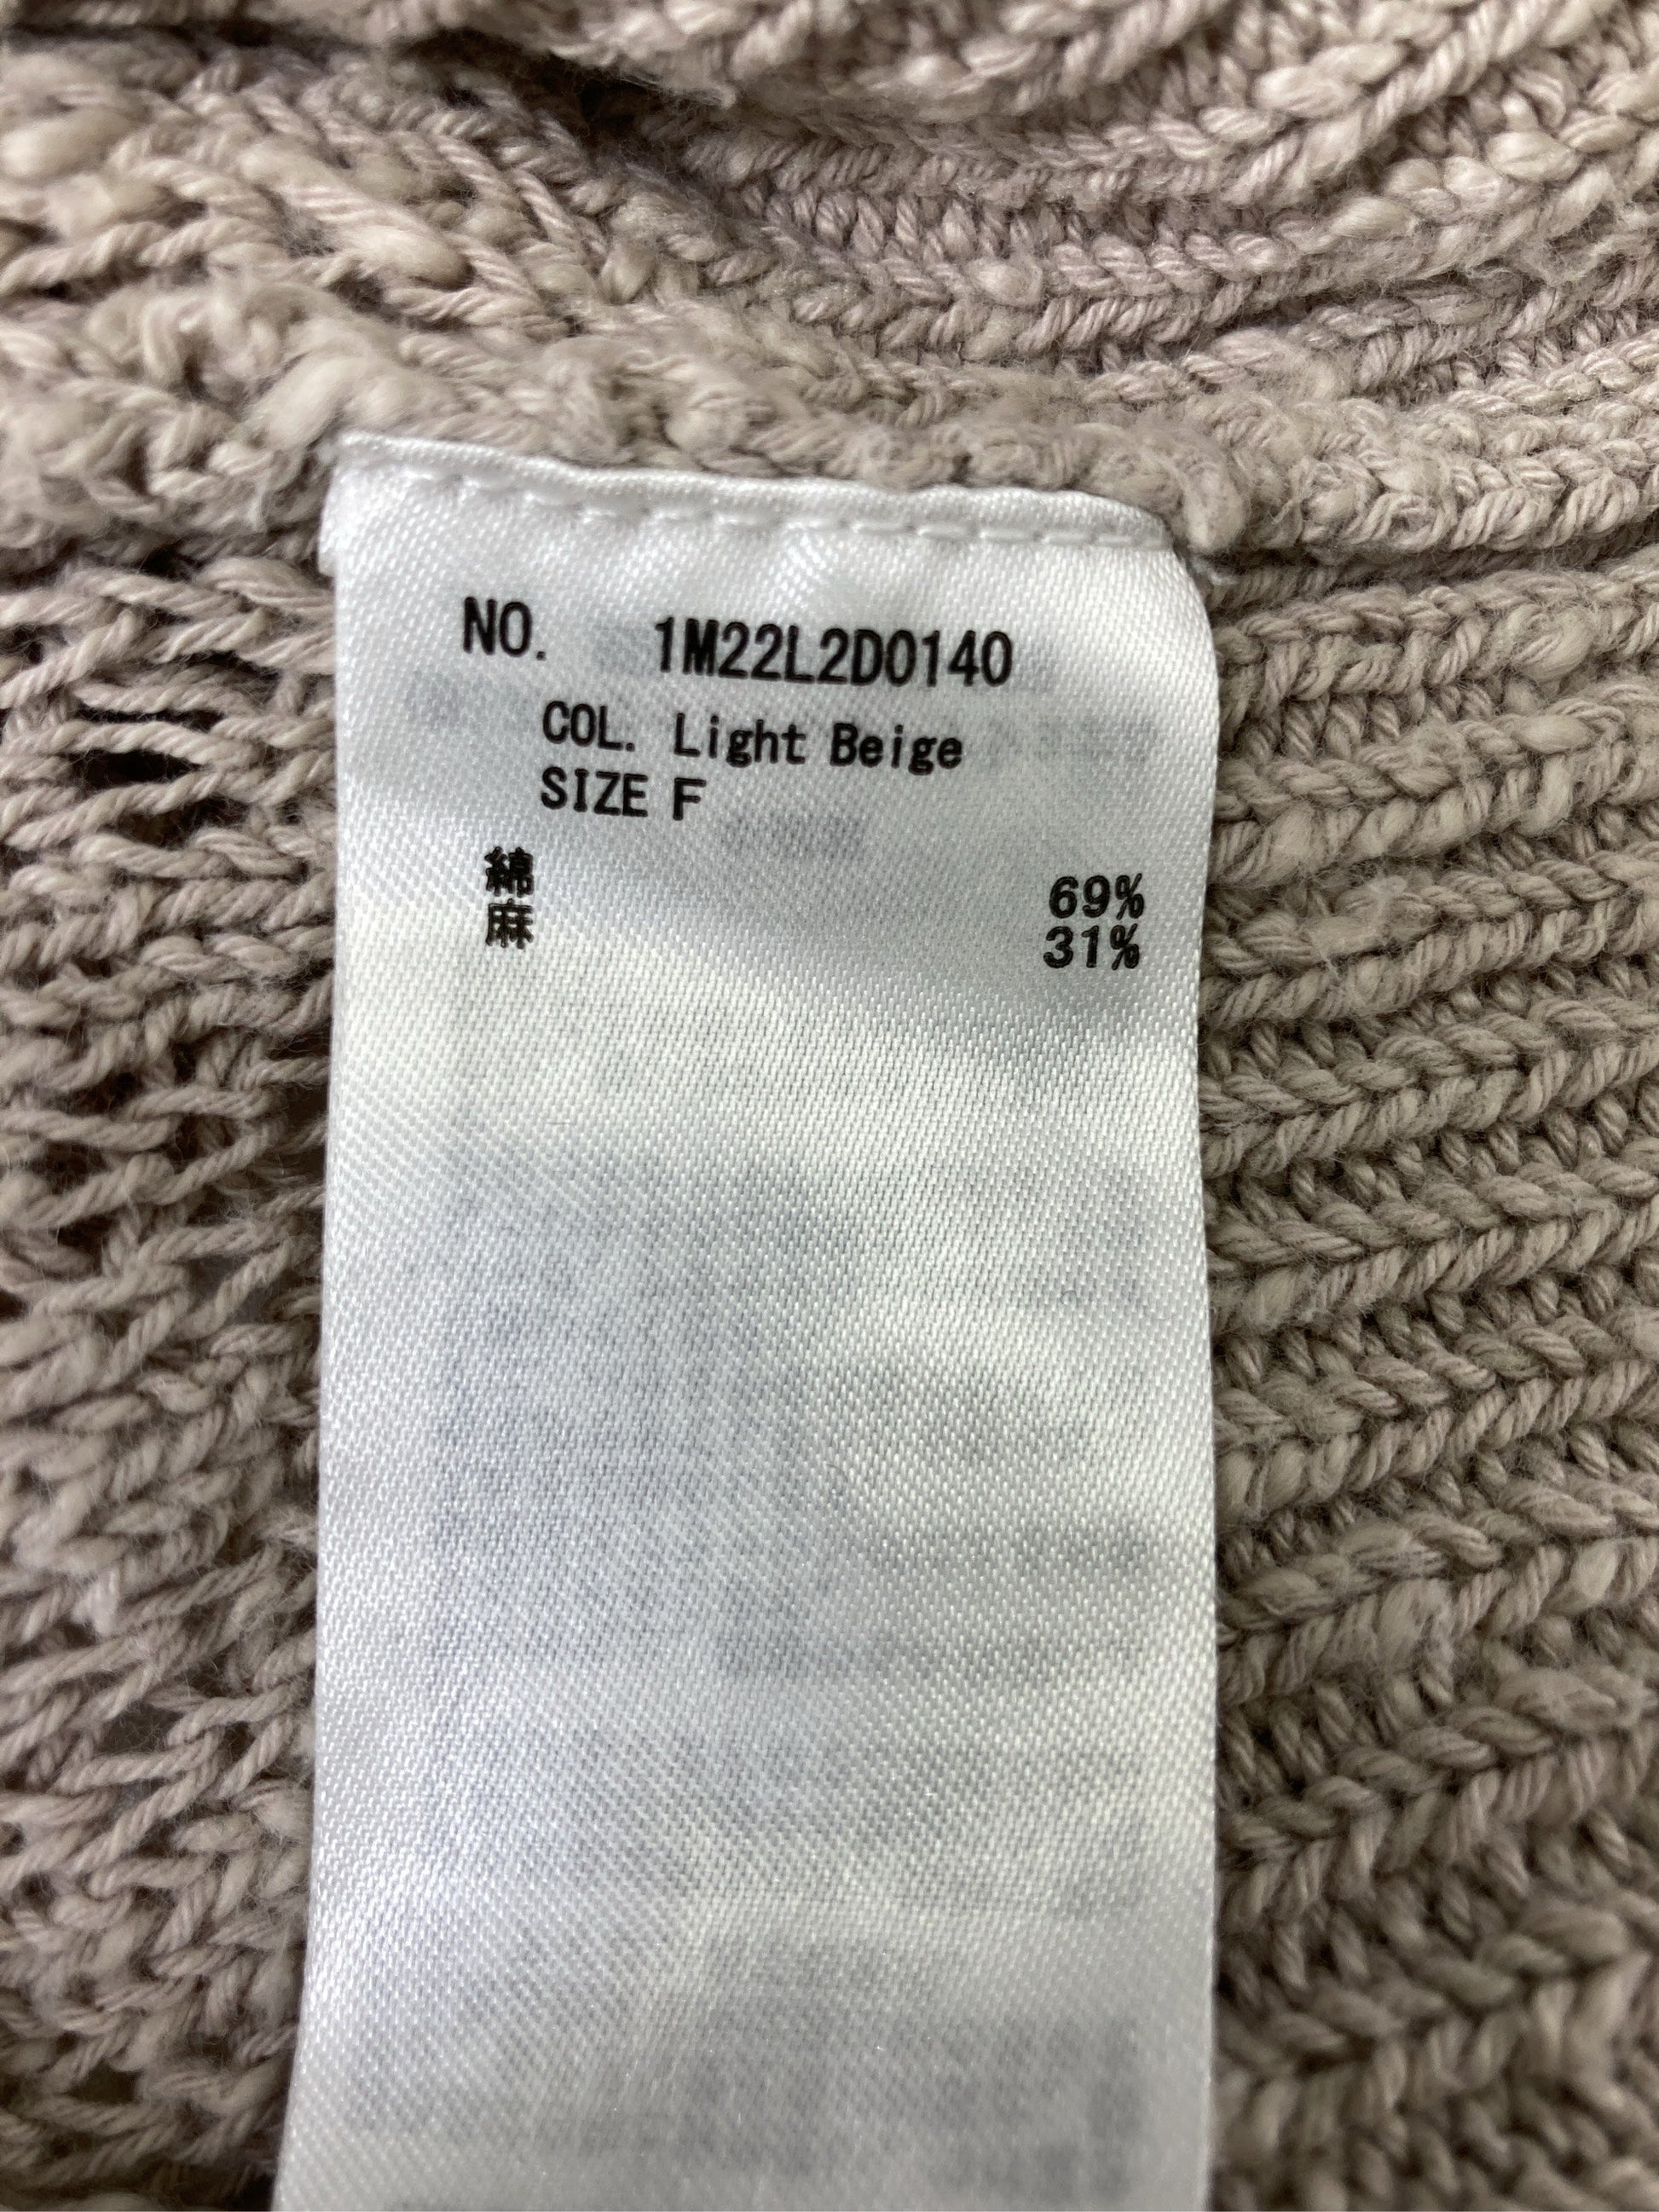 NO. 1M22L2D0140
COL. Light Beige
SIZE F
綿 69%
麻 31%